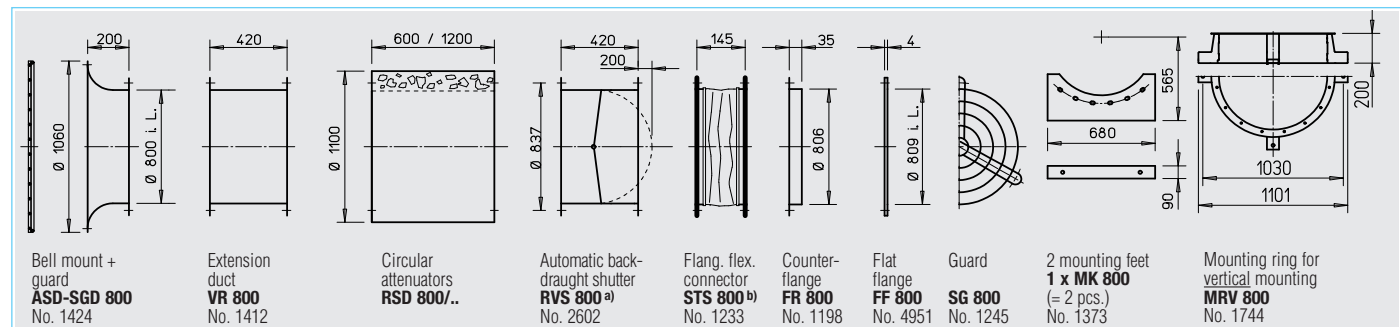 200
Ø 1060
Ø 800 i. L.
Bell mount +
guard
ASD-SGD 800
No. 1424
420
Extension
duct
VR 800
No. 1412
600 / 1200
Ø 1100
Circular
attenuators
RSD 800/..
420
200
Ø 837
Automatic back-
draught shutter
RVS 800 a)
No. 2602
145
Flang. flex.
connector
STS 800 b)
No. 1233
35
Ø 806
Counter-
flange
FR 800
No. 1198
4
Ø 809 i. L.
Flat
flange
FF 800
No. 4951
Guard
SG 800
No. 1245
565
680
90
2 mounting feet
1 x MK 800
(= 2 pcs.)
No. 1373
200
1030
1101
Mounting ring for
vertical mounting
MRV 800
No. 1744